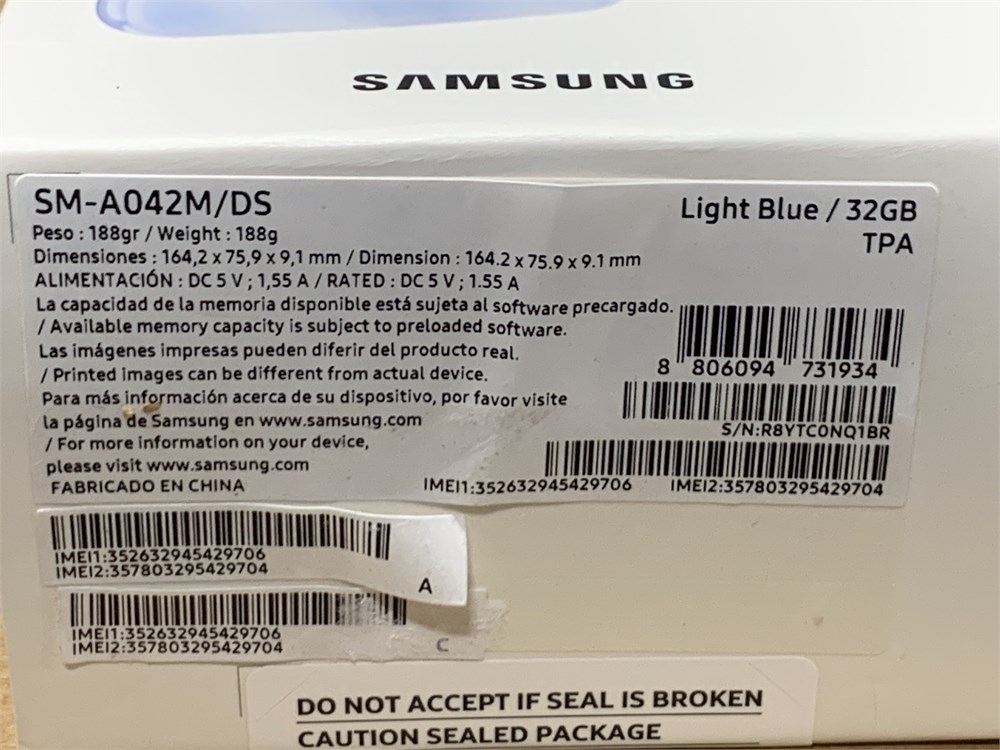 SAMSUNG
SM-A042M/DS
Light Blue / 32GB
TPA
Peso : 188gr / Weight : 188g
Dimensiones : 164,2 x 75,9 x 9,1 mm / Dimension : 164.2 x 75.9 x 9.1 mm
ALIMENTACIÓN : DC 5 V ; 1,55 A / RATED : DC 5 V ; 1.55 A
La capacidad de la memoria disponible está sujeta al software precargado.
/ Available memory capacity is subject to preloaded software.
Las imágenes impresas pueden diferir del producto real.
/ Printed images can be different from actual device.
Para más información acerca de su dispositivo, por favor visite
la página de Samsung en www.samsung.com
/ For more information on your device,
please visit www.samsung.com
FABRICADO EN CHINA
8 806094 731934
S/N:R8YTC0NQ1BR
IMEI1:352632945429706 IMEI2:357803295429704
IMEI1:352632945429706
IMEI2:357803295429704
A
IMEI1:352632945429706
IMEI2:357803295429704
C
DO NOT ACCEPT IF SEAL IS BROKEN
CAUTION SEALED PACKAGE